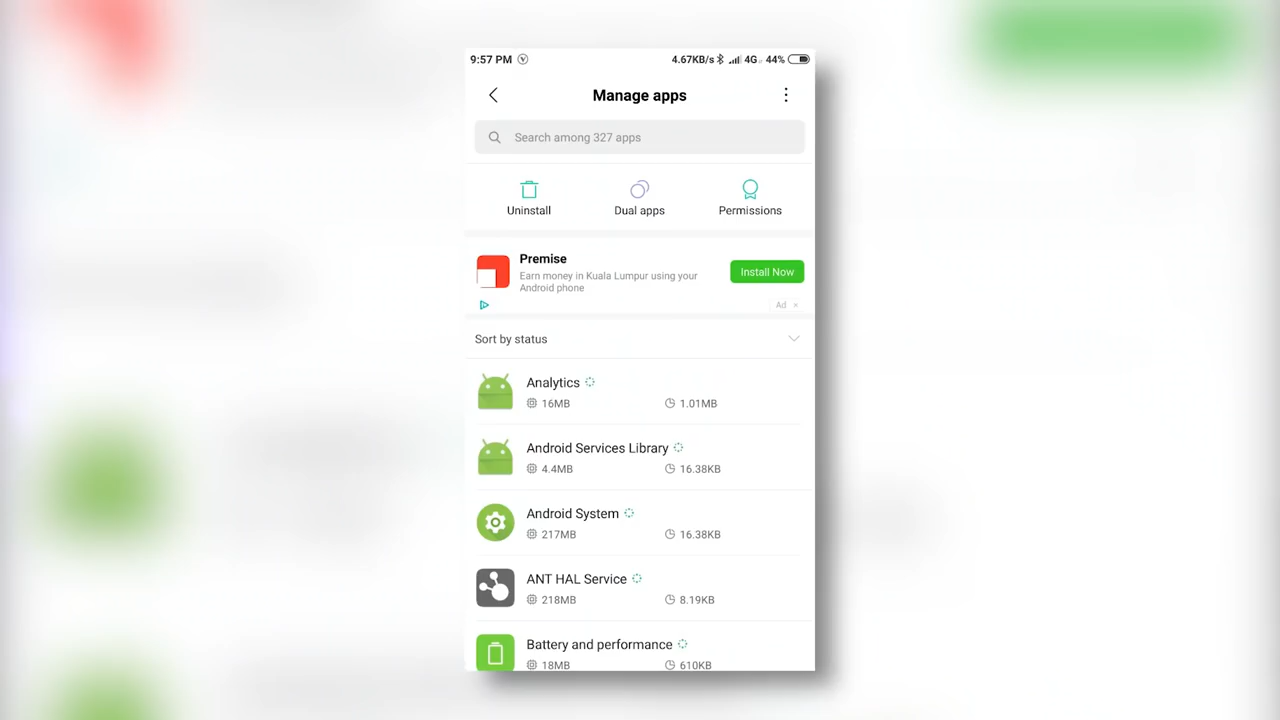 9:57 PM 4.67KB/s 4G 44%
Manage apps
Search among 327 apps
Uninstall Dual apps Permissions
Premise
Earn money in Kuala Lumpur using your
Android phone
Install Now
Ad ×
Sort by status
Analytics
16MB 1.01MB
Android Services Library
4.4MB 16.38KB
Android System
217MB 16.38KB
ANT HAL Service
218MB 8.19KB
Battery and performance
18MB 610KB